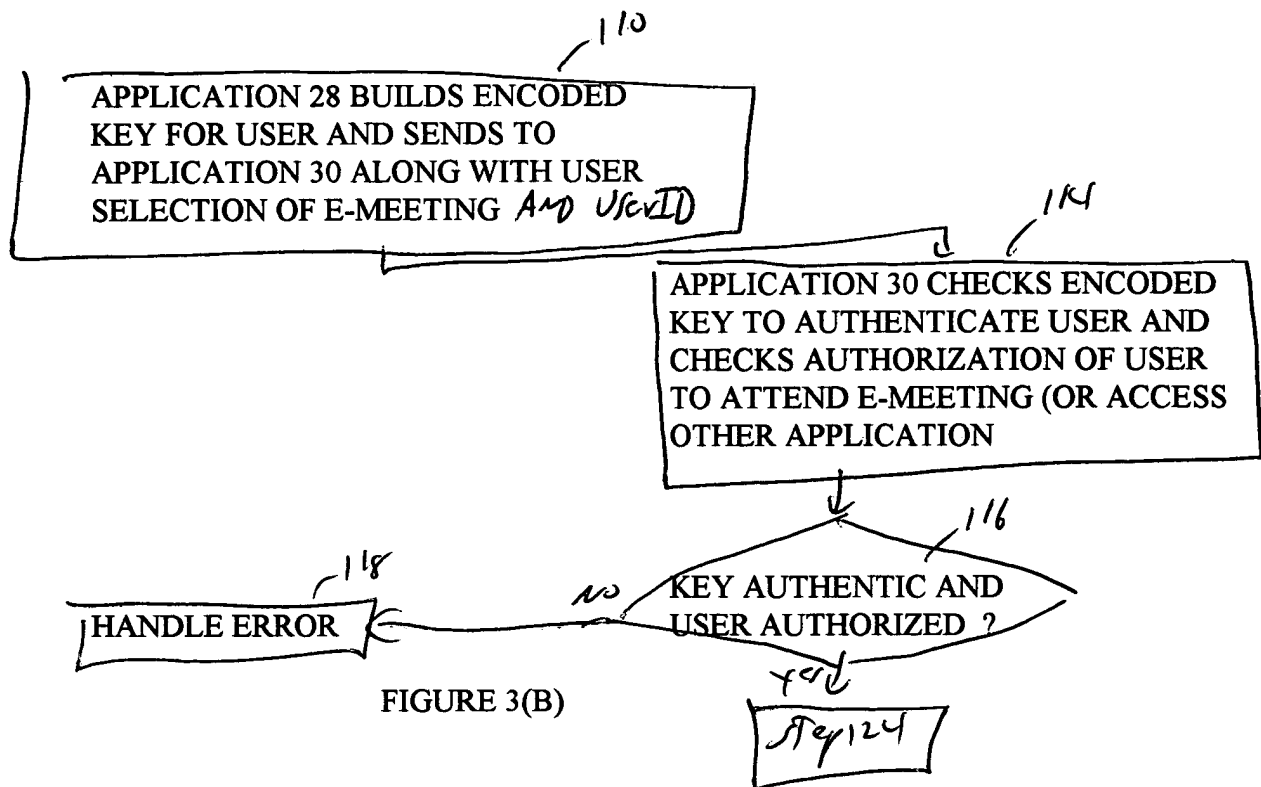 110
APPLICATION 28 BUILDS ENCODED
KEY FOR USER AND SENDS TO
APPLICATION 30 ALONG WITH USER
SELECTION OF E-MEETING AND UserID
114
APPLICATION 30 CHECKS ENCODED
KEY TO AUTHENTICATE USER AND
CHECKS AUTHORIZATION OF USER
TO ATTEND E-MEETING (OR ACCESS
OTHER APPLICATION
116
KEY AUTHENTIC AND
USER AUTHORIZED ?
NO
118
HANDLE ERROR
Yes
FIGURE 3(B)
Step 124